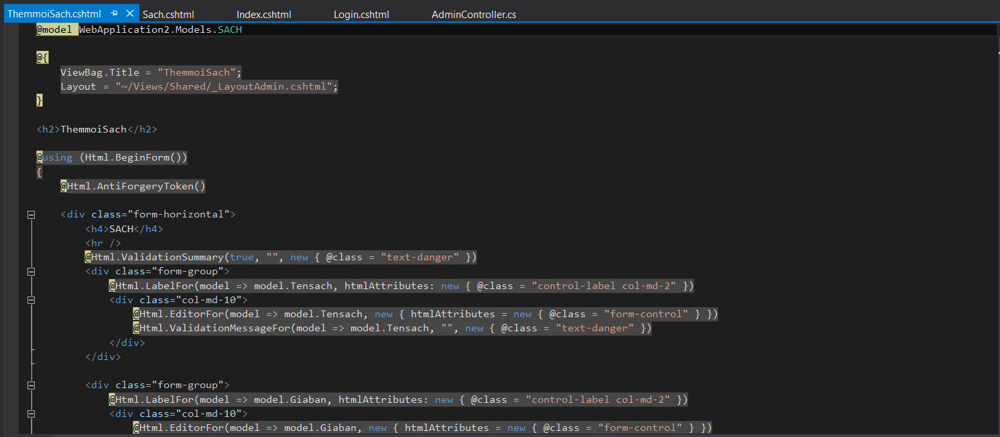 ThemmoiSach.cshtml Sach.cshtml Index.cshtml Login.cshtml AdminController.cs
@model WebApplication2.Models.SACH
@{
ViewBag.Title = "ThemmoiSach";
Layout = "~/Views/Shared/_LayoutAdmin.cshtml";
}
<h2>ThemmoiSach</h2>
@using (Html.BeginForm())
{
@Html.AntiForgeryToken()
<div class="form-horizontal">
<h4>SACH</h4>
<hr />
@Html.ValidationSummary(true, "", new { @class = "text-danger" })
<div class="form-group">
@Html.LabelFor(model => model.Tensach, htmlAttributes: new { @class = "control-label col-md-2" })
<div class="col-md-10">
@Html.EditorFor(model => model.Tensach, new { htmlAttributes = new { @class = "form-control" } })
@Html.ValidationMessageFor(model => model.Tensach, "", new { @class = "text-danger" })
</div>
</div>
<div class="form-group">
@Html.LabelFor(model => model.Giaban, htmlAttributes: new { @class = "control-label col-md-2" })
<div class="col-md-10">
@Html.EditorFor(model => model.Giaban, new { htmlAttributes = new { @class = "form-control" } })